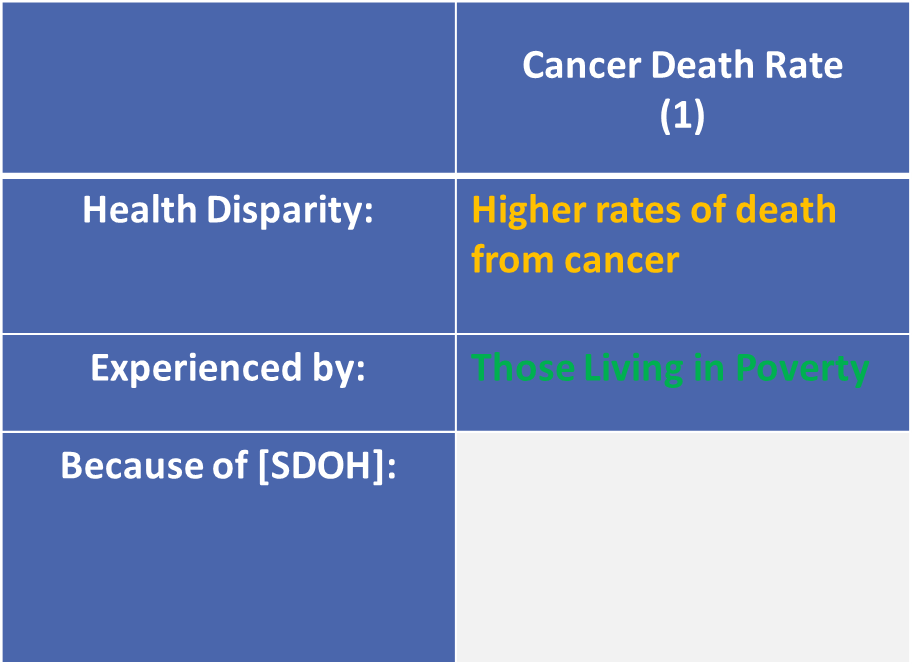 Cancer Death Rate
(1)
Health Disparity:
Higher rates of death
from cancer
Experienced by:
Those Living in Poverty
Because of [SDOH]: